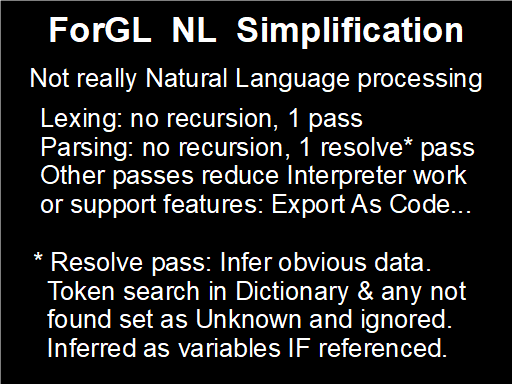 ForGL NL Simplification
Not really Natural Language processing
Lexing: no recursion, 1 pass
Parsing: no recursion, 1 resolve* pass
Other passes reduce Interpreter work
or support features: Export As Code...
* Resolve pass: Infer obvious data.
Token search in Dictionary & any not
found set as Unknown and ignored.
Inferred as variables IF referenced.